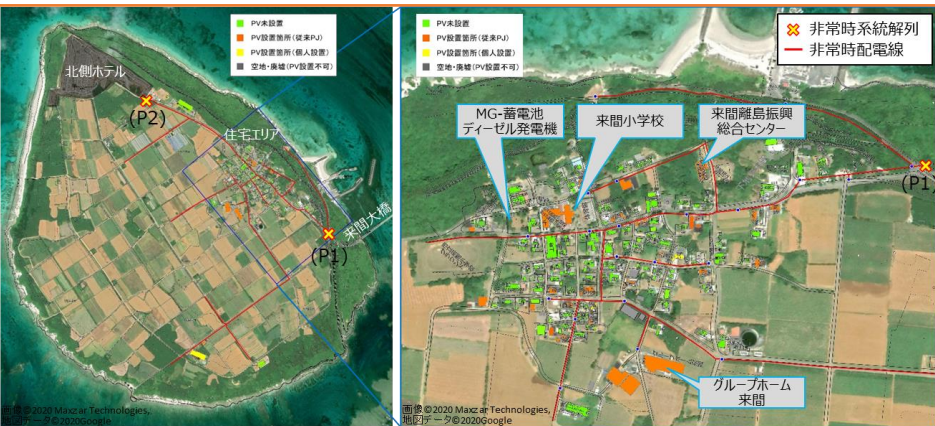 PV未設置
PV設置箇所(従来PJ)
PV設置箇所(個人設置)
空地・廃墟(PV設置不可)
北側ホテル
(P2)
住宅エリア
来間大橋
(P1)
画像©2020 Maxzar Technologies,
地図データ©2020Google
PV未設置
PV設置箇所(従来PJ)
PV設置箇所(個人設置)
空地・廃墟(PV設置不可)
非常時系統解列
非常時配電線
MG-蓄電池
ディーゼル発電機
来間小学校
来間離島振興
総合センター
(P1)
グループホーム
来間
画像©2020 Maxzar Technologies,
地図データ©2020Google